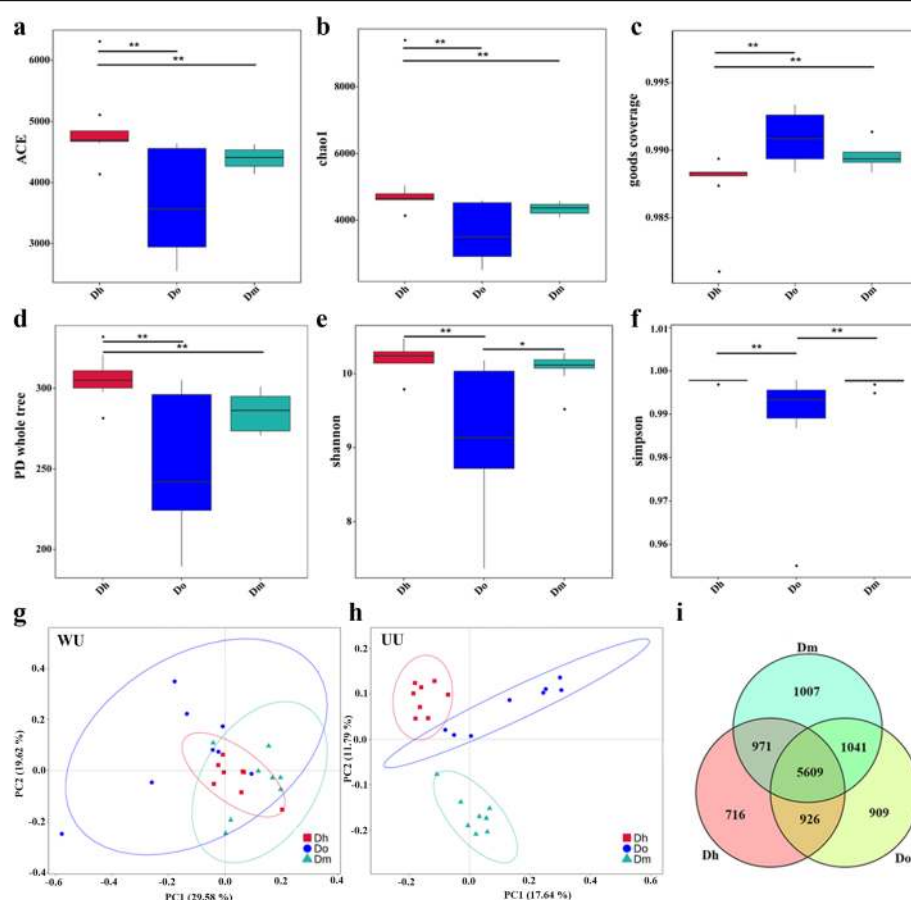 a
**
**
6000
5000
4000
3000
ACE
Dh
Do
Dm
b
**
**
8000
6000
4000
chao1
Dh
Do
Dm
c
**
**
0.995
0.990
0.985
goods coverage
Dh
Do
Dm
d
**
**
300
250
200
PD whole tree
Dh
Do
Dm
e
**
*
10
9
8
shannon
Dh
Do
Dm
f
**
**
1.01
1.00
0.99
0.98
0.97
0.96
simpson
Dh
Do
Dm
g
WU
0.4
0.2
0.0
-0.2
-0.4
PC2 (19.62 %)
-0.6
-0.4
-0.2
0.0
0.2
0.4
PC1 (29.58 %)
Dh
Do
Dm
h
UU
0.2
0.1
0.0
-0.1
-0.2
PC2 (11.79 %)
-0.2
0.0
0.2
0.4
0.6
PC1 (17.64 %)
Dh
Do
Dm
i
Dm
1007
971
1041
5609
716
926
909
Dh
Do